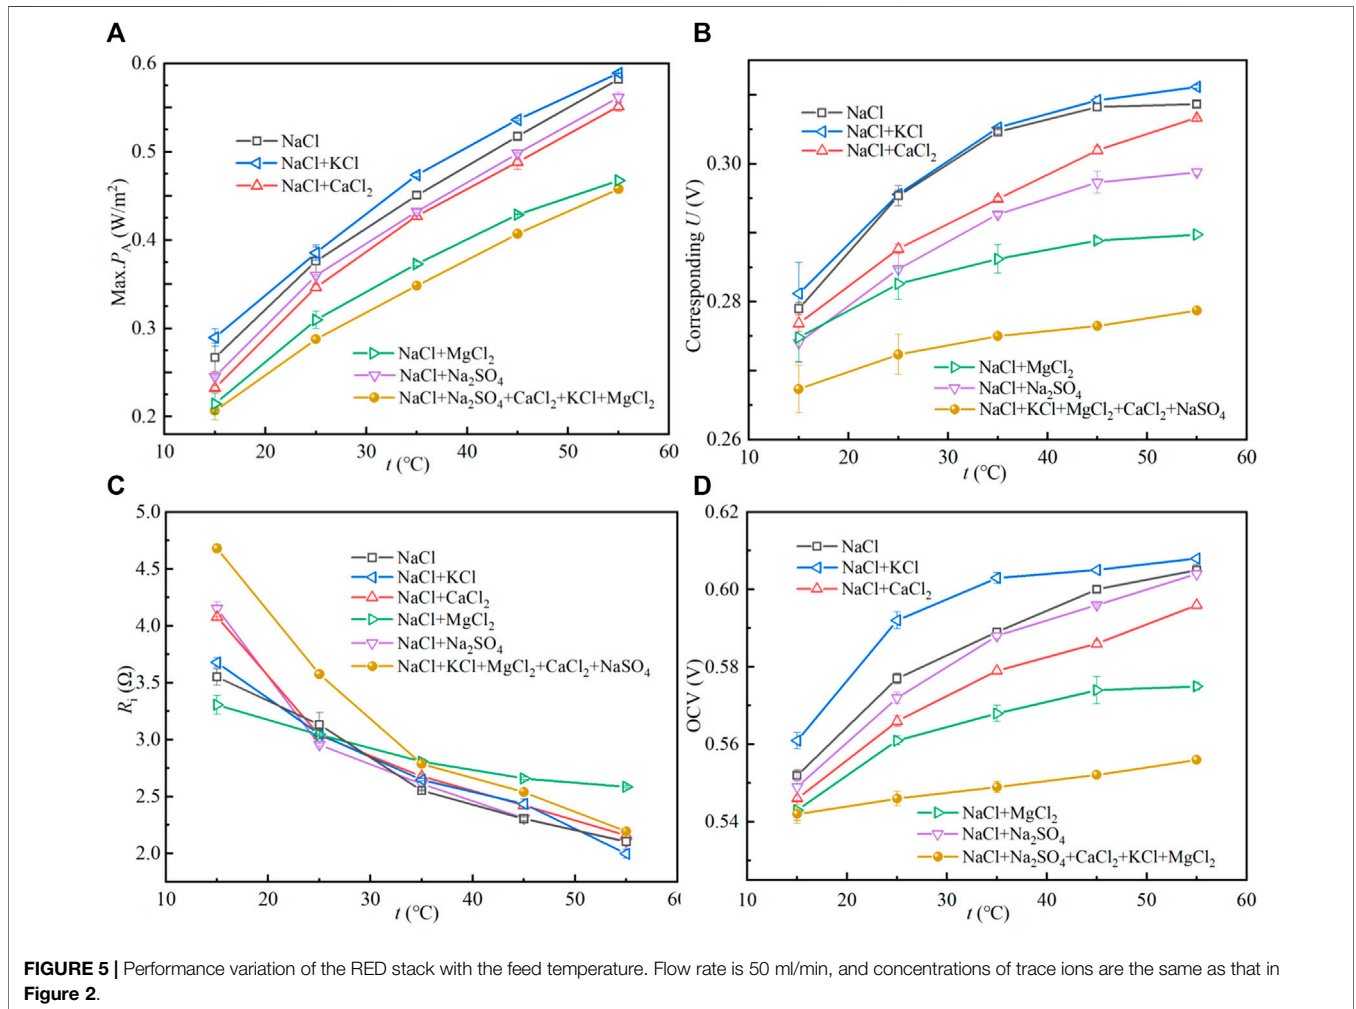 A
0.6
0.5
0.4
0.3
0.2
Max.P_A (W/m²)
NaCl
NaCl+KCl
NaCl+CaCl₂
NaCl+MgCl₂
NaCl+Na₂SO₄
NaCl+Na₂SO₄+CaCl₂+KCl+MgCl₂
10 20 30 40 50 60
t (°C)
B
0.30
0.28
0.26
Corresponding U (V)
NaCl
NaCl+KCl
NaCl+CaCl₂
NaCl+MgCl₂
NaCl+Na₂SO₄
NaCl+KCl+MgCl₂+CaCl₂+NaSO₄
10 20 30 40 50 60
t (°C)
C
5.0
4.5
4.0
3.5
3.0
2.5
2.0
R_i (Ω)
NaCl
NaCl+KCl
NaCl+CaCl₂
NaCl+MgCl₂
NaCl+Na₂SO₄
NaCl+KCl+MgCl₂+CaCl₂+NaSO₄
10 20 30 40 50 60
t (°C)
D
0.62
0.60
0.58
0.56
0.54
OCV (V)
NaCl
NaCl+KCl
NaCl+CaCl₂
NaCl+MgCl₂
NaCl+Na₂SO₄
NaCl+Na₂SO₄+CaCl₂+KCl+MgCl₂
10 20 30 40 50 60
t (°C)
FIGURE 5 | Performance variation of the RED stack with the feed temperature. Flow rate is 50 ml/min, and concentrations of trace ions are the same as that in
Figure 2.